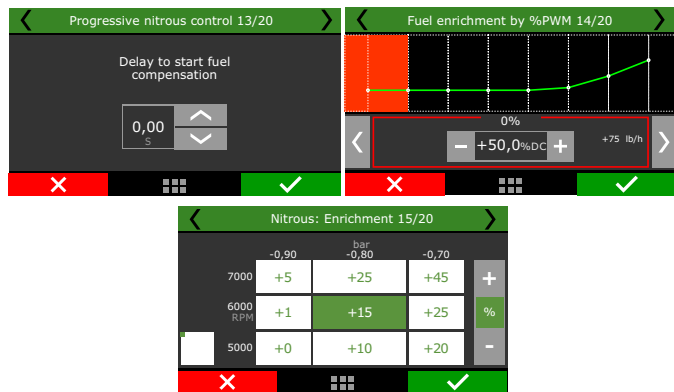 Progressive nitrous control 13/20
Delay to start fuel
compensation
0,00
S
Fuel enrichment by %PWM 14/20
0%
+50,0%DC
+75 lb/h
Nitrous: Enrichment 15/20
bar
-0,90 -0,80 -0,70
7000 +5 +25 +45 +
6000 +1 +15 +25 %
RPM
5000 +0 +10 +20 -